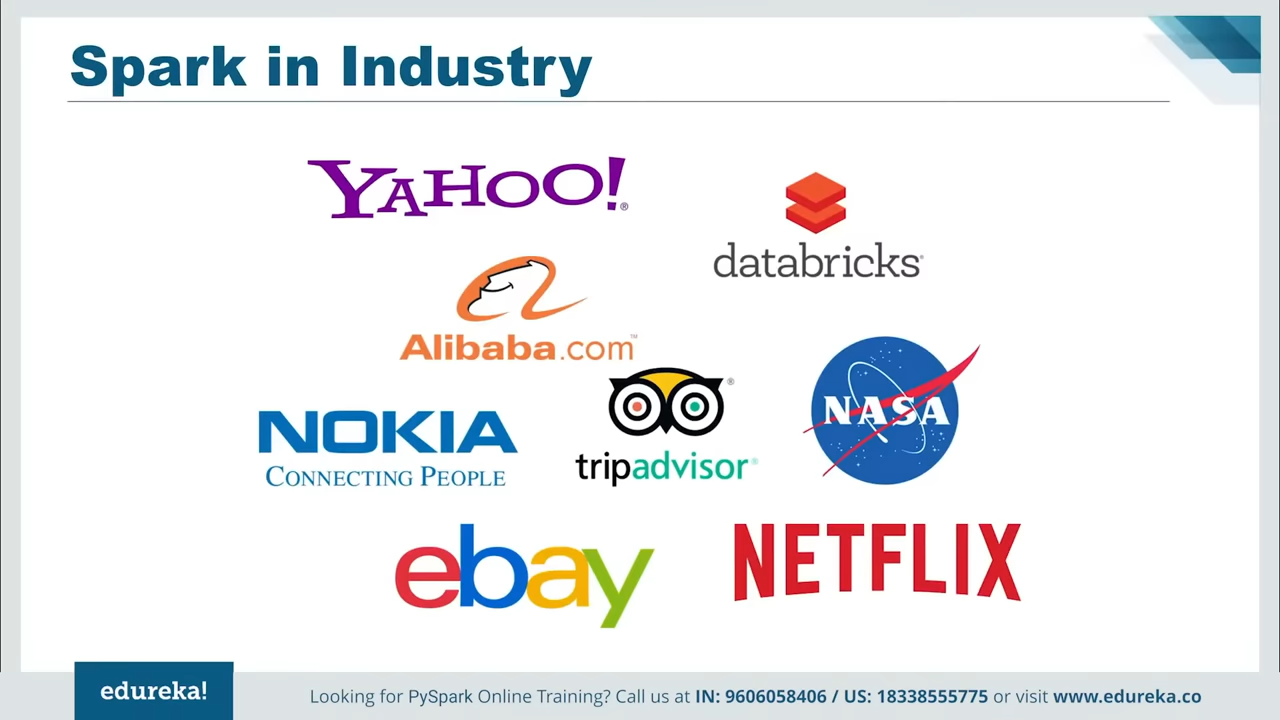 Spark in Industry
YAHOO!®
databricks
Alibaba.com™
tripadvisor®
NASA
NOKIA
CONNECTING PEOPLE
ebay
NETFLIX
edureka!
Looking for PySpark Online Training? Call us at IN: 9606058406 / US: 18338555775 or visit www.edureka.co